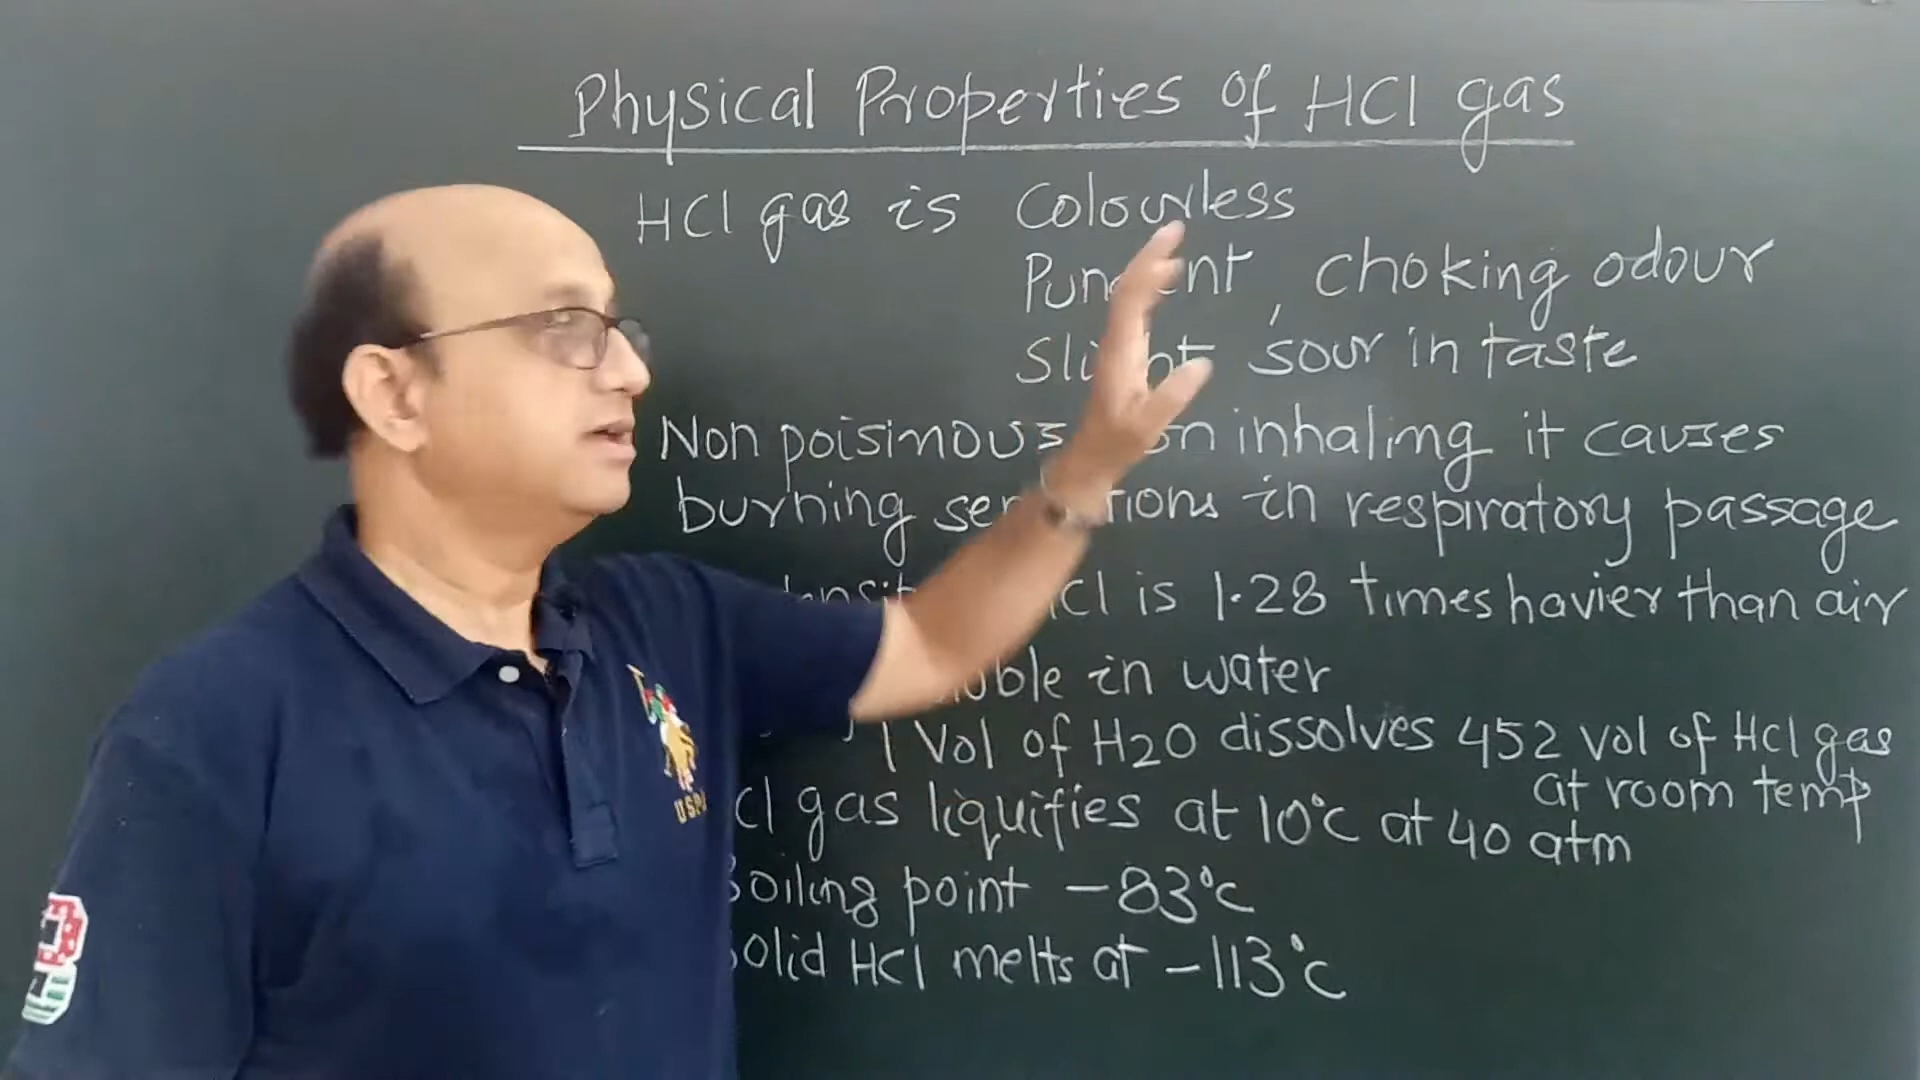 Physical Properties of HCl gas
HCl gas is Colourless
, choking odour
sour in taste
Non poisinous on inhaling it causes
burning in respiratory passage
is 1.28 times havier than air
in water
1 Vol of H2O dissolves 452 vol of HCl gas
at room temp
gas liquifies at 10°C at 40 atm
Boiling point -83°C
Solid HCl melts at -113°C